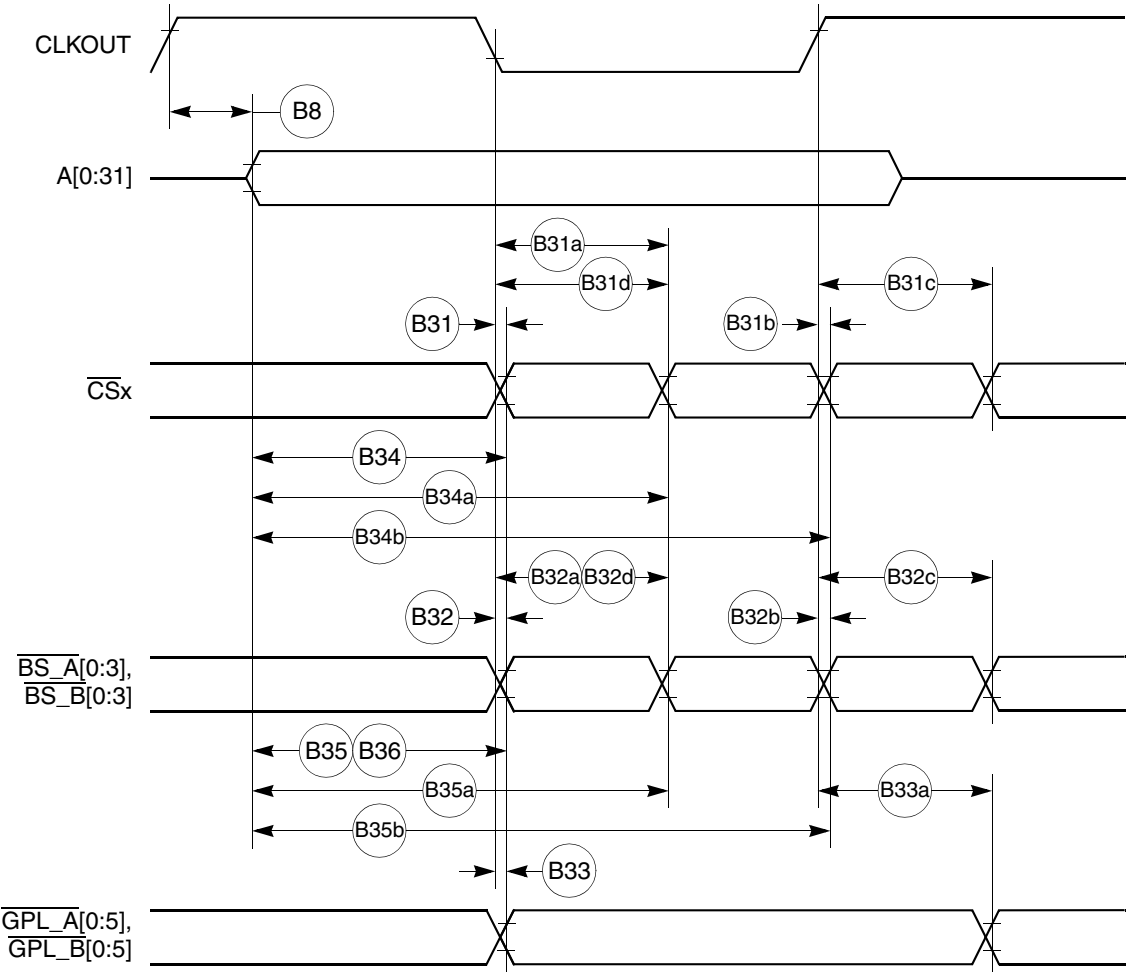 CLKOUT
B8
A[0:31]
B31a
B31d
B31c
B31
B31b
CSx
B34
B34a
B34b
B32a B32d
B32c
B32
B32b
BS_A[0:3],
BS_B[0:3]
B35 B36
B35a
B33a
B35b
B33
GPL_A[0:5],
GPL_B[0:5]